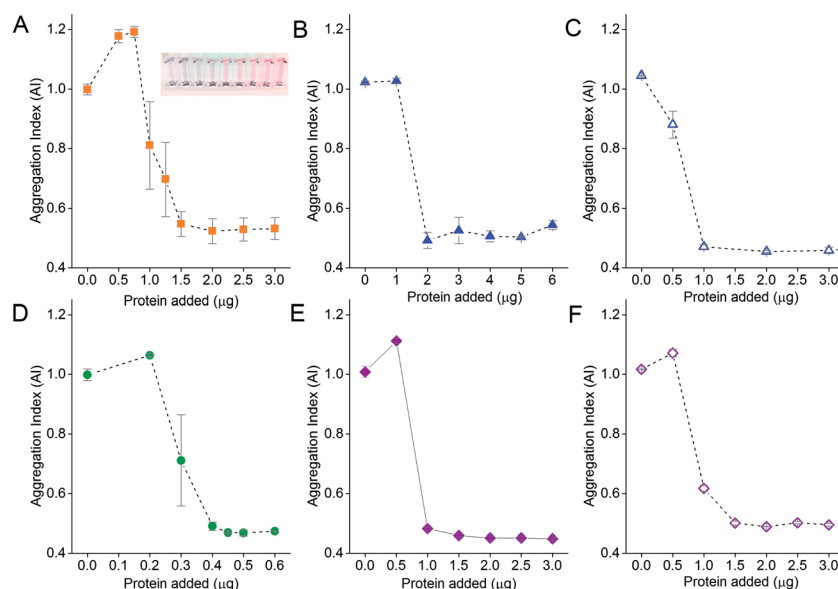 A
Aggregation Index (AI)
1.2
1.0
0.8
0.6
0.4
0.0 0.5 1.0 1.5 2.0 2.5 3.0
Protein added (μg)
B
Aggregation Index (AI)
1.2
1.0
0.8
0.6
0.4
0 1 2 3 4 5 6
Protein added (μg)
C
Aggregation Index (AI)
1.2
1.0
0.8
0.6
0.4
0.0 0.5 1.0 1.5 2.0 2.5 3.0
Protein added (μg)
D
Aggregation Index (AI)
1.2
1.0
0.8
0.6
0.4
0.0 0.1 0.2 0.3 0.4 0.5 0.6
Protein added (μg)
E
Aggregation Index (AI)
1.2
1.0
0.8
0.6
0.4
0.0 0.5 1.0 1.5 2.0 2.5 3.0
Protein added (μg)
F
Aggregation Index (AI)
1.2
1.0
0.8
0.6
0.4
0.0 0.5 1.0 1.5 2.0 2.5 3.0
Protein added (μg)